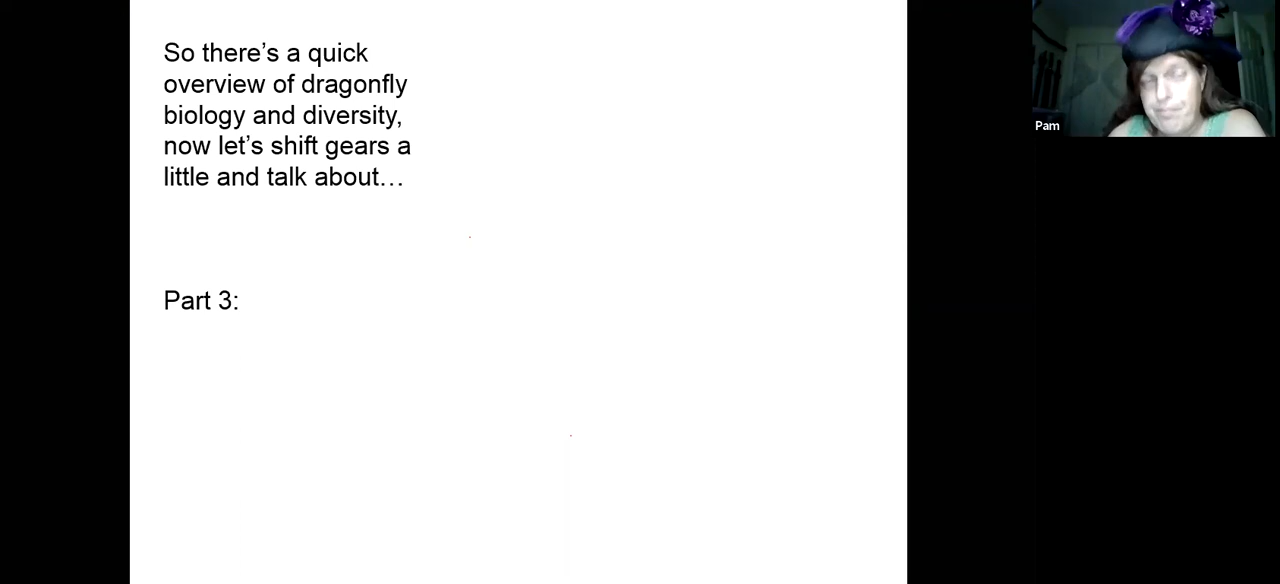 So there’s a quick
overview of dragonfly
biology and diversity,
now let’s shift gears a
little and talk about…
Part 3:
Pam